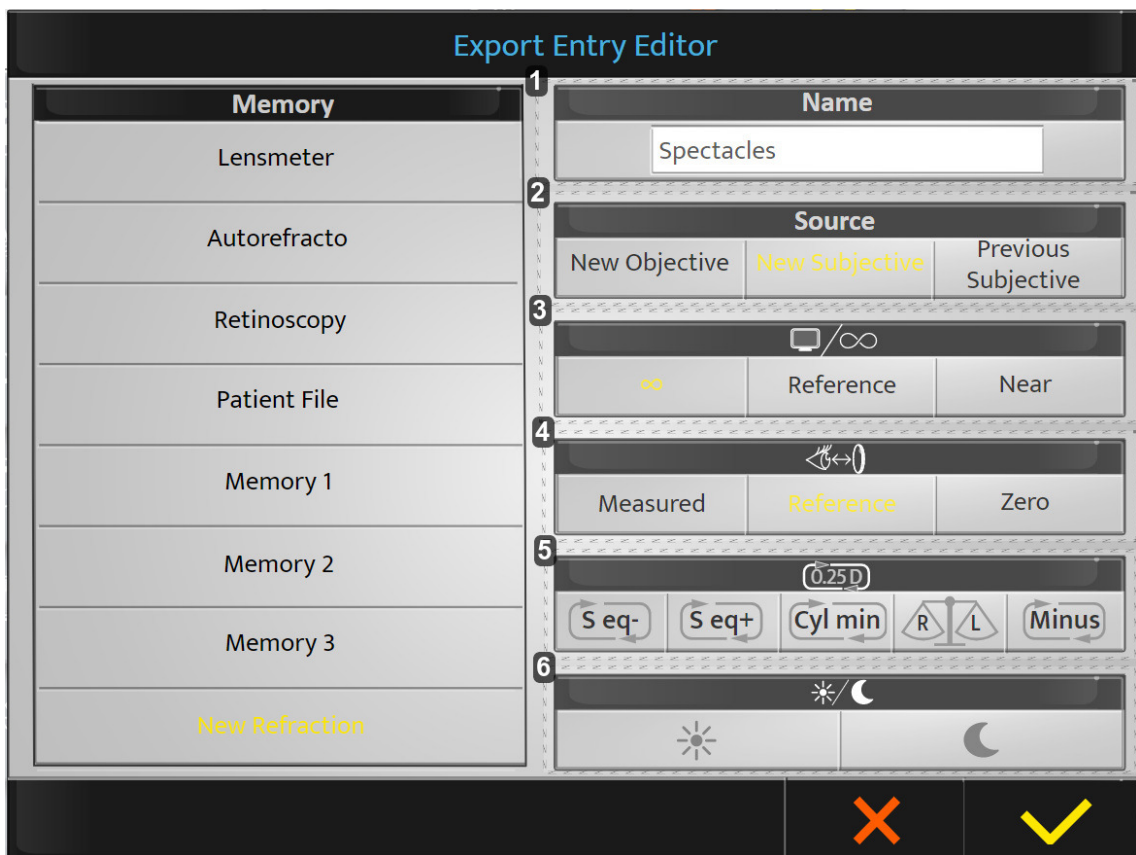 Export Entry Editor
Memory
Lensmeter
Autorefracto
Retinoscopy
Patient File
Memory 1
Memory 2
Memory 3
New Refraction
1
Name
Spectacles
2
Source
New Objective
New Subjective
Previous
Subjective
3
/∞
∞
Reference
Near
4
Measured
Reference
Zero
5
0.25 D
S eq-
S eq+
Cyl min
R L
Minus
6
/